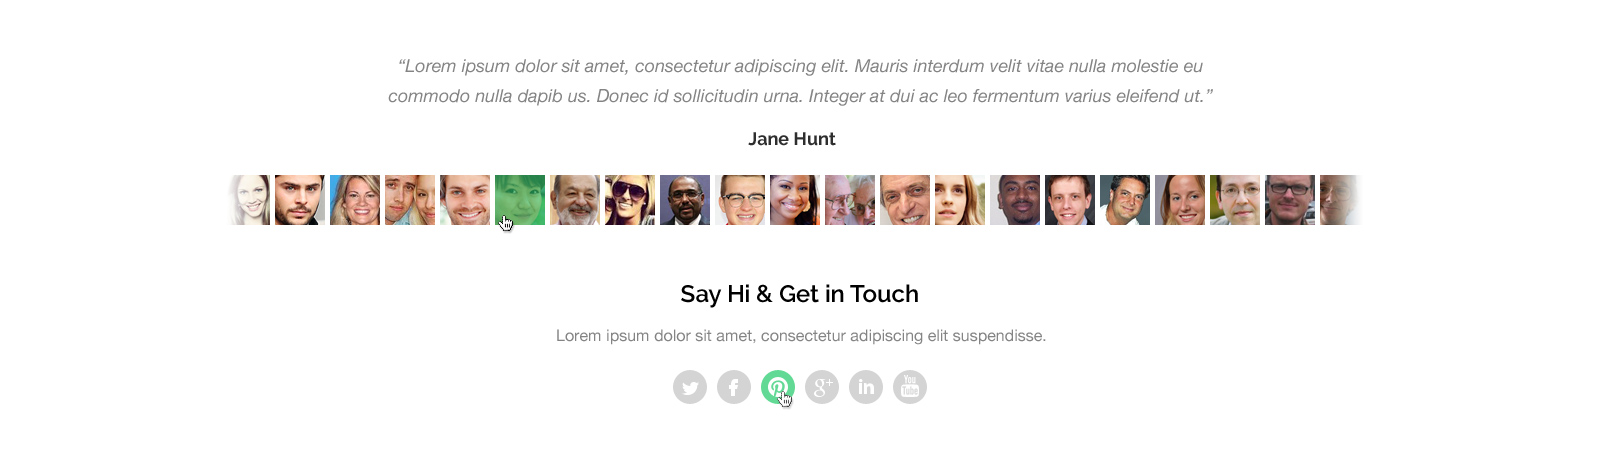 “Lorem ipsum dolor sit amet, consectetur adipiscing elit. Mauris interdum velit vitae nulla molestie eu
commodo nulla dapib us. Donec id sollicitudin urna. Integer at dui ac leo fermentum varius eleifend ut.”
Jane Hunt
Say Hi & Get in Touch
Lorem ipsum dolor sit amet, consectetur adipiscing elit suspendisse.
f g+ in You Tube